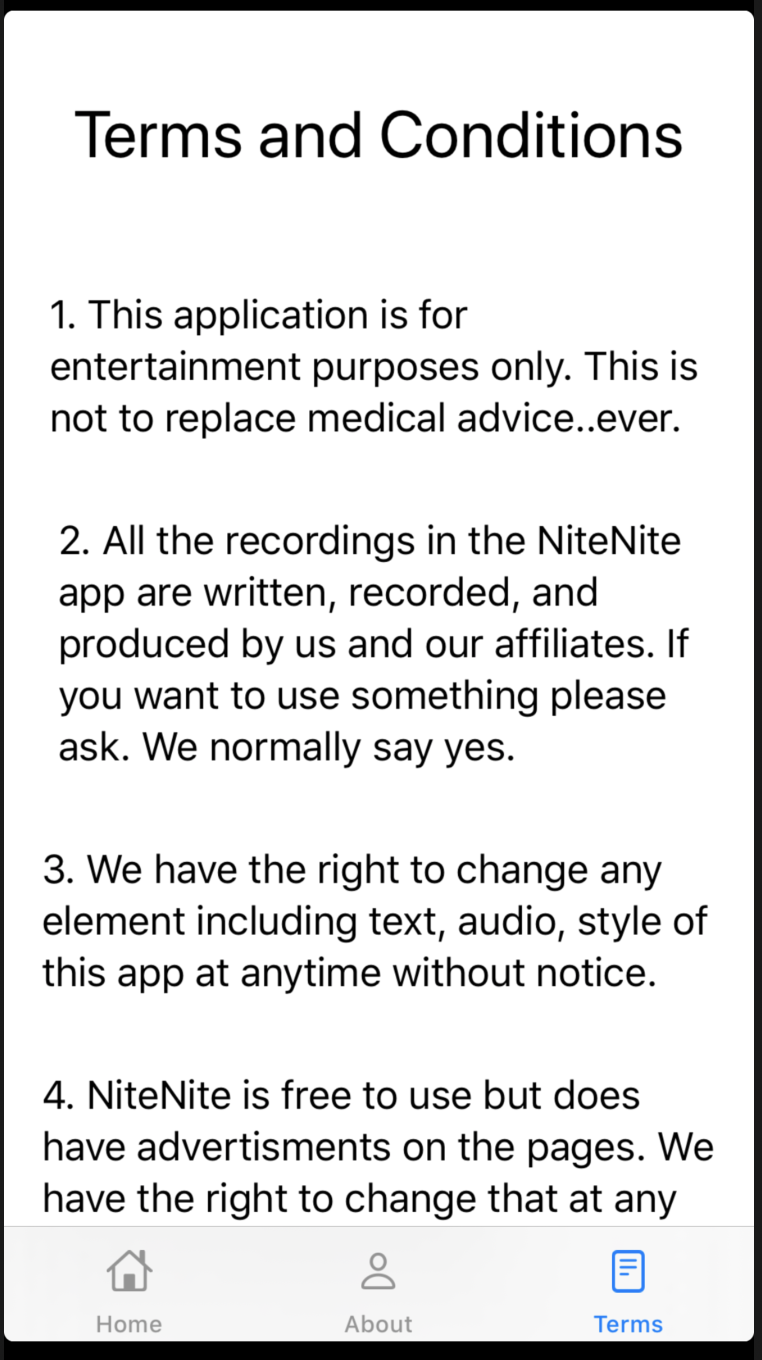 Terms and Conditions
1. This application is for
entertainment purposes only. This is
not to replace medical advice..ever.
2. All the recordings in the NiteNite
app are written, recorded, and
produced by us and our affiliates. If
you want to use something please
ask. We normally say yes.
3. We have the right to change any
element including text, audio, style of
this app at anytime without notice.
4. NiteNite is free to use but does
have advertisments on the pages. We
have the right to change that at any
Home About Terms